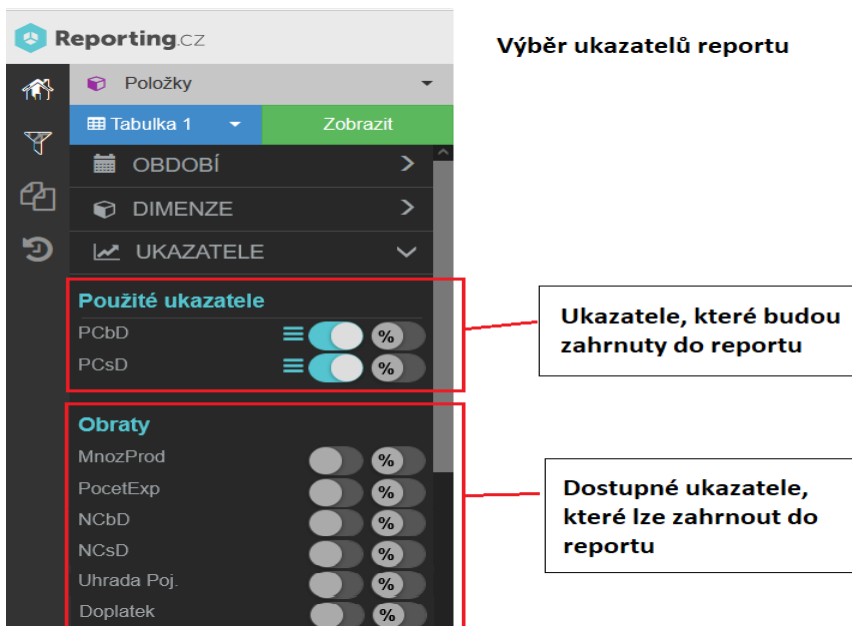 Reporting.cz
Výběr ukazatelů reportu
Položky
Tabulka 1
Zobrazit
OBDOBÍ
DIMENZE
UKAZATELE
Použité ukazatele
PCbD %
PCsD %
Ukazatele, které budou
zahrnuty do reportu
Obraty
MnozProd %
PocetExp %
NCbD %
NCsD %
Uhrada Poj. %
Doplatek %
Dostupné ukazatele,
které lze zahrnout do
reportu